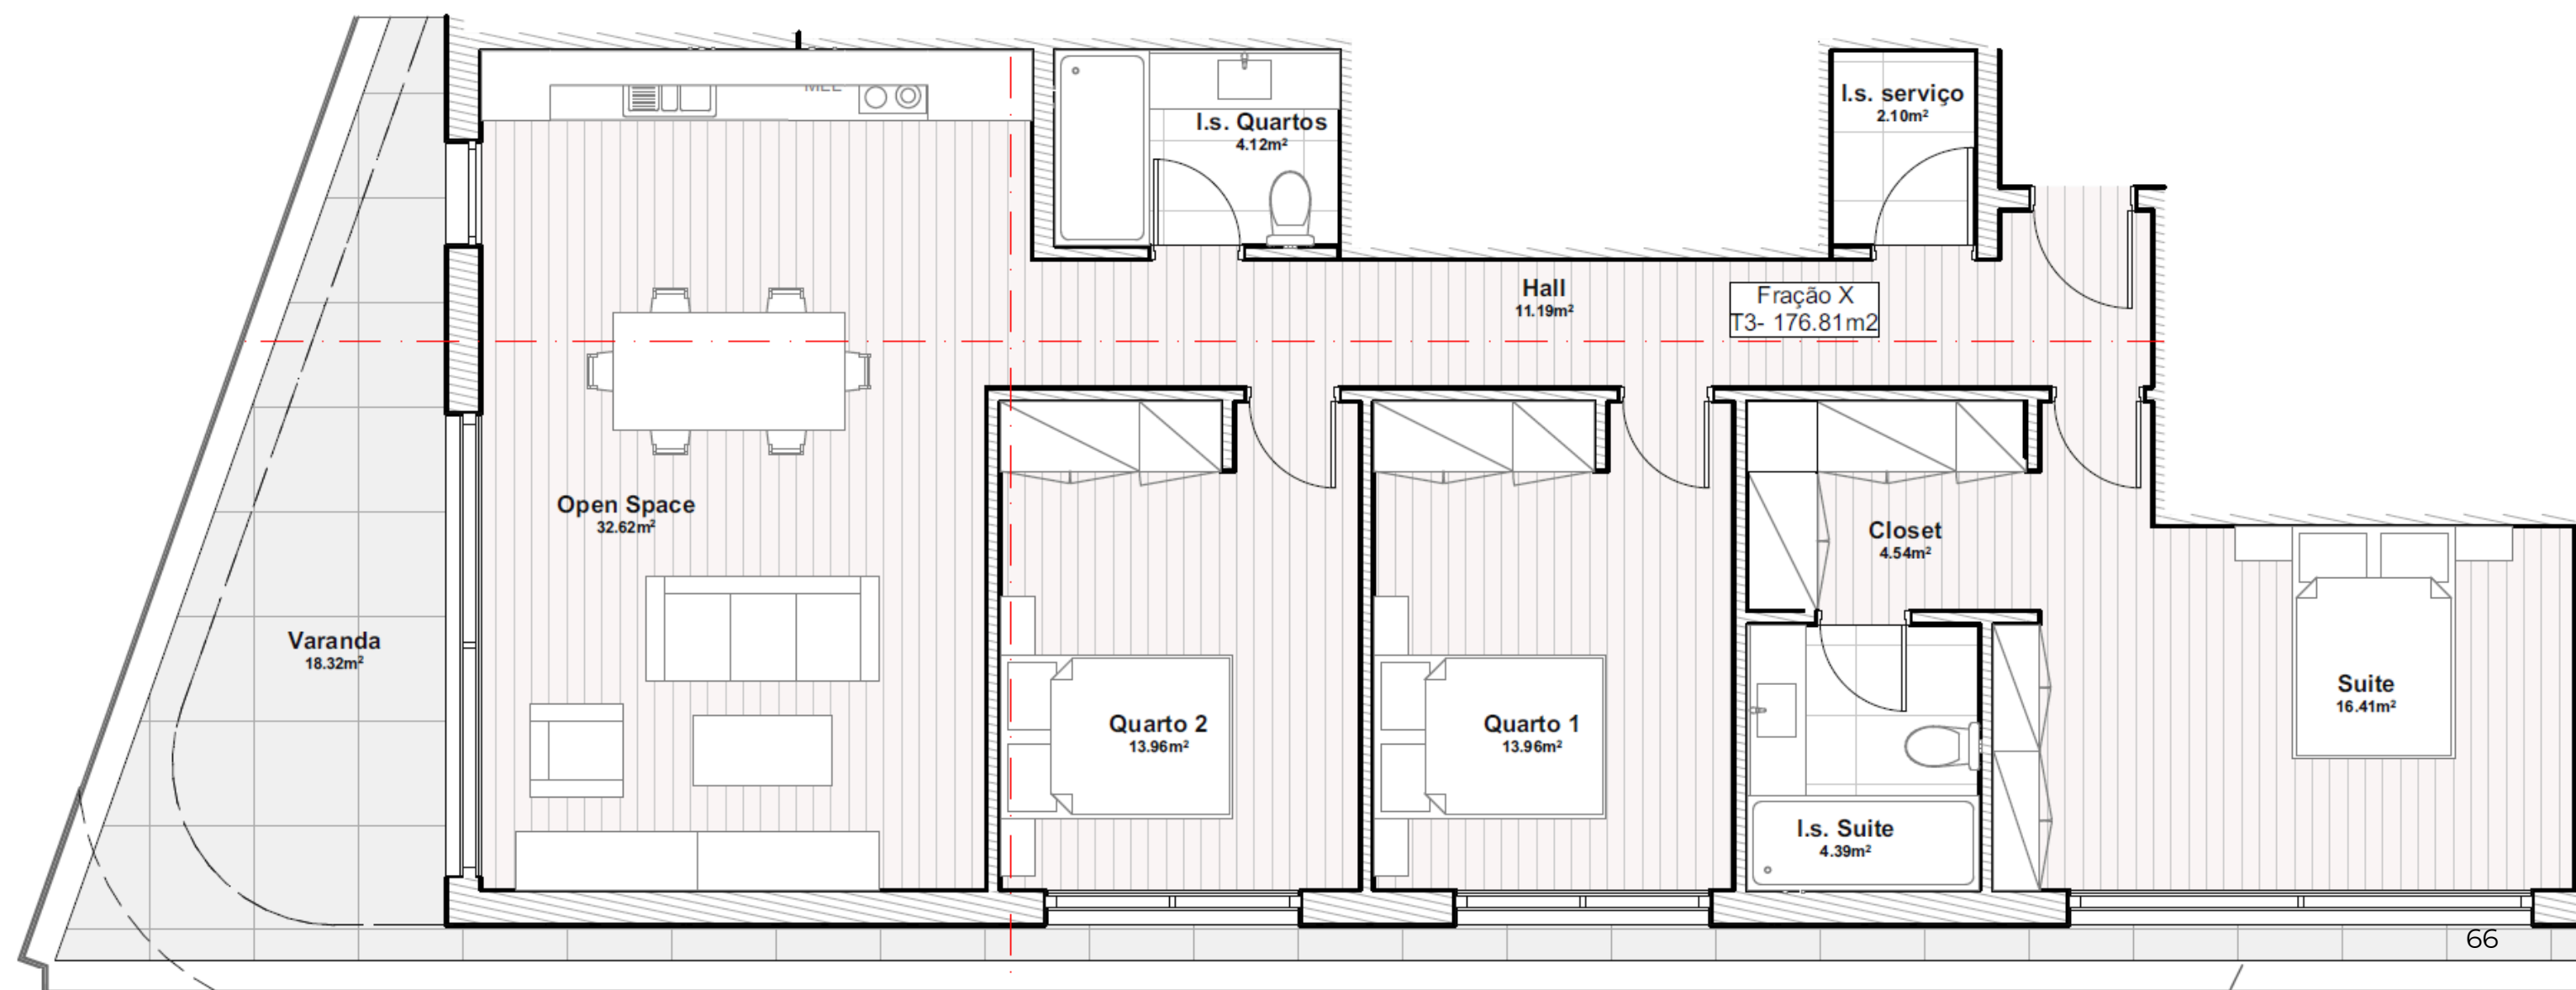 MLL
I.s. Quartos
4.12m²
I.s. serviço
2.10m²
Hall
11.19m²
Fração X
T3- 176.81m2
Open Space
32.62m²
Closet
4.54m²
Varanda
18.32m²
Quarto 2
13.96m²
Quarto 1
13.96m²
Suite
16.41m²
I.s. Suite
4.39m²
66